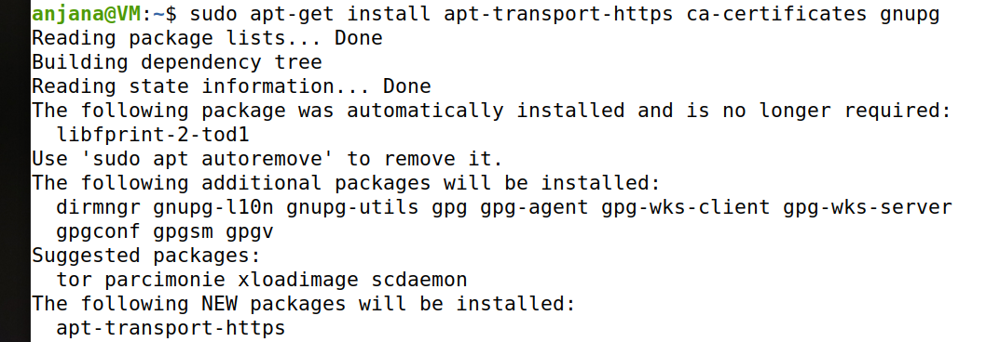 anjana@VM:~$ sudo apt-get install apt-transport-https ca-certificates gnupg
Reading package lists... Done
Building dependency tree
Reading state information... Done
The following package was automatically installed and is no longer required:
  libfprint-2-tod1
Use 'sudo apt autoremove' to remove it.
The following additional packages will be installed:
  dirmngr gnupg-l10n gnupg-utils gpg gpg-agent gpg-wks-client gpg-wks-server
  gpgconf gpgsm gpgv
Suggested packages:
  tor parcimonie xloadimage scdaemon
The following NEW packages will be installed:
  apt-transport-https